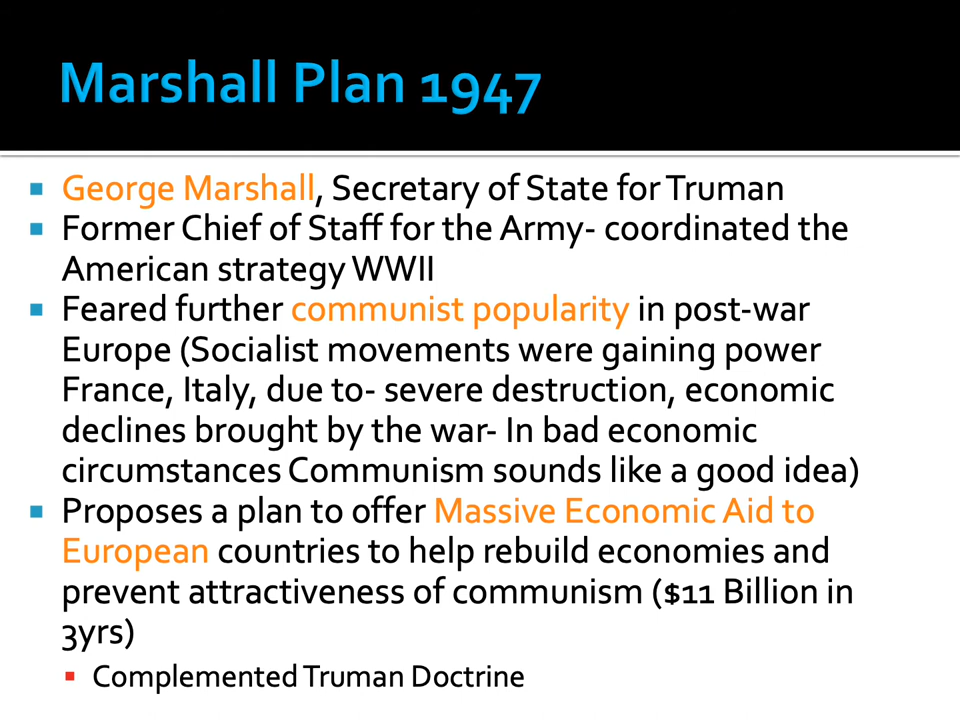 Marshall Plan 1947
George Marshall, Secretary of State for Truman
Former Chief of Staff for the Army- coordinated the
American strategy WWII
Feared further communist popularity in post-war
Europe (Socialist movements were gaining power
France, Italy, due to- severe destruction, economic
declines brought by the war- In bad economic
circumstances Communism sounds like a good idea)
Proposes a plan to offer Massive Economic Aid to
European countries to help rebuild economies and
prevent attractiveness of communism ($11 Billion in
3yrs)
Complemented Truman Doctrine